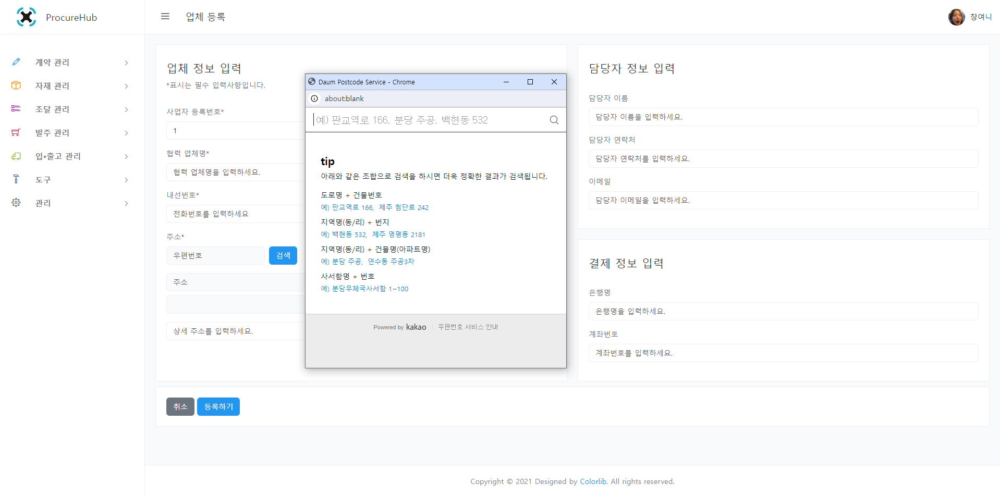 ProcureHub
업체 등록
장여니
계약 관리
자재 관리
조달 관리
발주 관리
입•출고 관리
도구
관리
업체 정보 입력
*표시는 필수 입력사항입니다.
사업자 등록번호*
1
협력 업체명*
협력 업체명을 입력하세요.
내선번호*
전화번호를 입력하세요
주소*
우편번호
검색
주소
상세 주소를 입력하세요.
Daum Postcode Service - Chrome
about:blank
예) 판교역로 166, 분당 주공, 백현동 532
tip
아래와 같은 조합으로 검색을 하시면 더욱 정확한 결과가 검색됩니다.
도로명 + 건물번호
예) 판교역로 166, 제주 첨단로 242
지역명(동/리) + 번지
예) 백현동 532, 제주 영평동 2181
지역명(동/리) + 건물명(아파트명)
예) 분당 주공, 연수동 주공3차
사서함명 + 번호
예) 분당우체국사서함 1~100
Powered by kakao 우편번호 서비스 안내
담당자 정보 입력
담당자 이름
담당자 이름을 입력하세요.
담당자 연락처
담당자 연락처를 입력하세요.
이메일
담당자 이메일을 입력하세요.
결제 정보 입력
은행명
은행명을 입력하세요.
계좌번호
계좌번호를 입력하세요.
취소
등록하기
Copyright © 2021 Designed by Colorlib. All rights reserved.